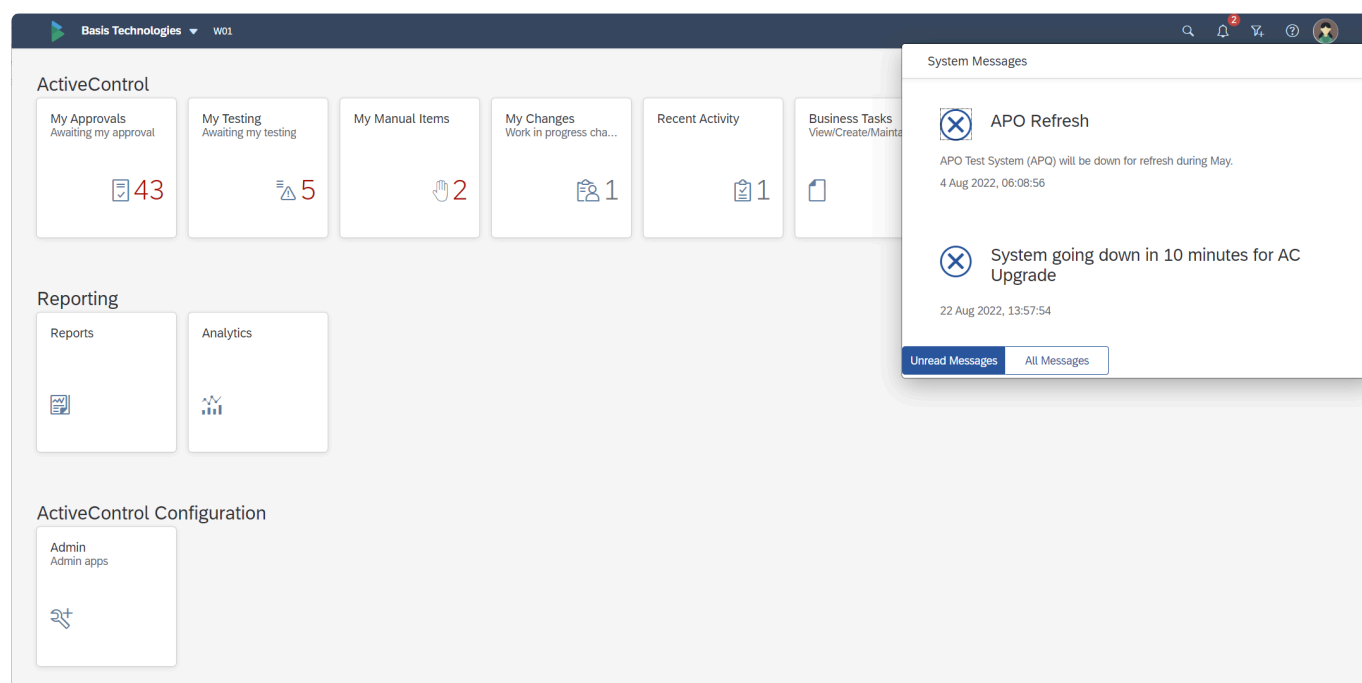 Basis Technologies
W01
2
System Messages
ActiveControl
My Approvals
Awaiting my approval
43
My Testing
Awaiting my testing
5
My Manual Items
2
My Changes
Work in progress cha...
1
Recent Activity
1
Business Tasks
View/Create/Mainta
APO Refresh
APO Test System (APQ) will be down for refresh during May.
4 Aug 2022, 06:08:56
System going down in 10 minutes for AC
Upgrade
22 Aug 2022, 13:57:54
Unread Messages
All Messages
Reporting
Reports
Analytics
ActiveControl Configuration
Admin
Admin apps